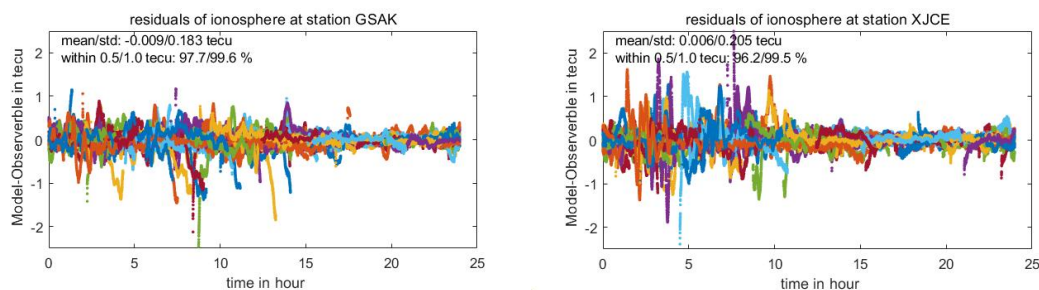 residuals of ionosphere at station GSAK
mean/std: -0.009/0.183 tecu
within 0.5/1.0 tecu: 97.7/99.6 %
Model-Observerble in tecu
2
1
0
-1
-2
0 5 10 15 20 25
time in hour
residuals of ionosphere at station XJCE
mean/std: 0.006/0.205 tecu
within 0.5/1.0 tecu: 96.2/99.5 %
Model-Observerble in tecu
2
1
0
-1
-2
0 5 10 15 20 25
time in hour